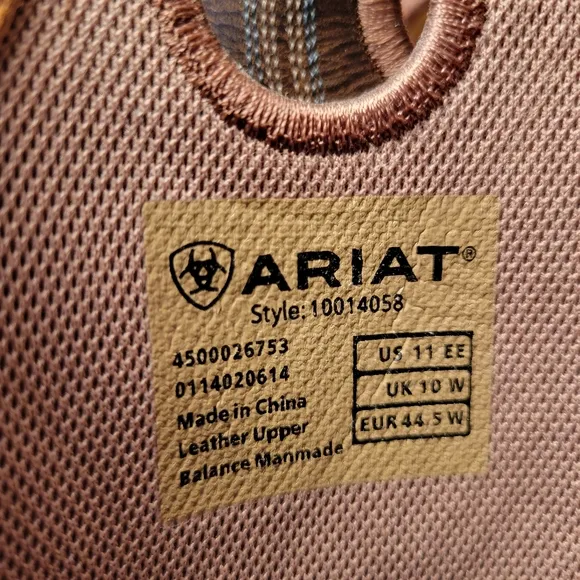 ARIAT®
Style: 10014058
4500026753
0114020614
Made in China
Leather Upper
Balance Manmade
US 11 EE
UK 10 W
EUR 44.5 W